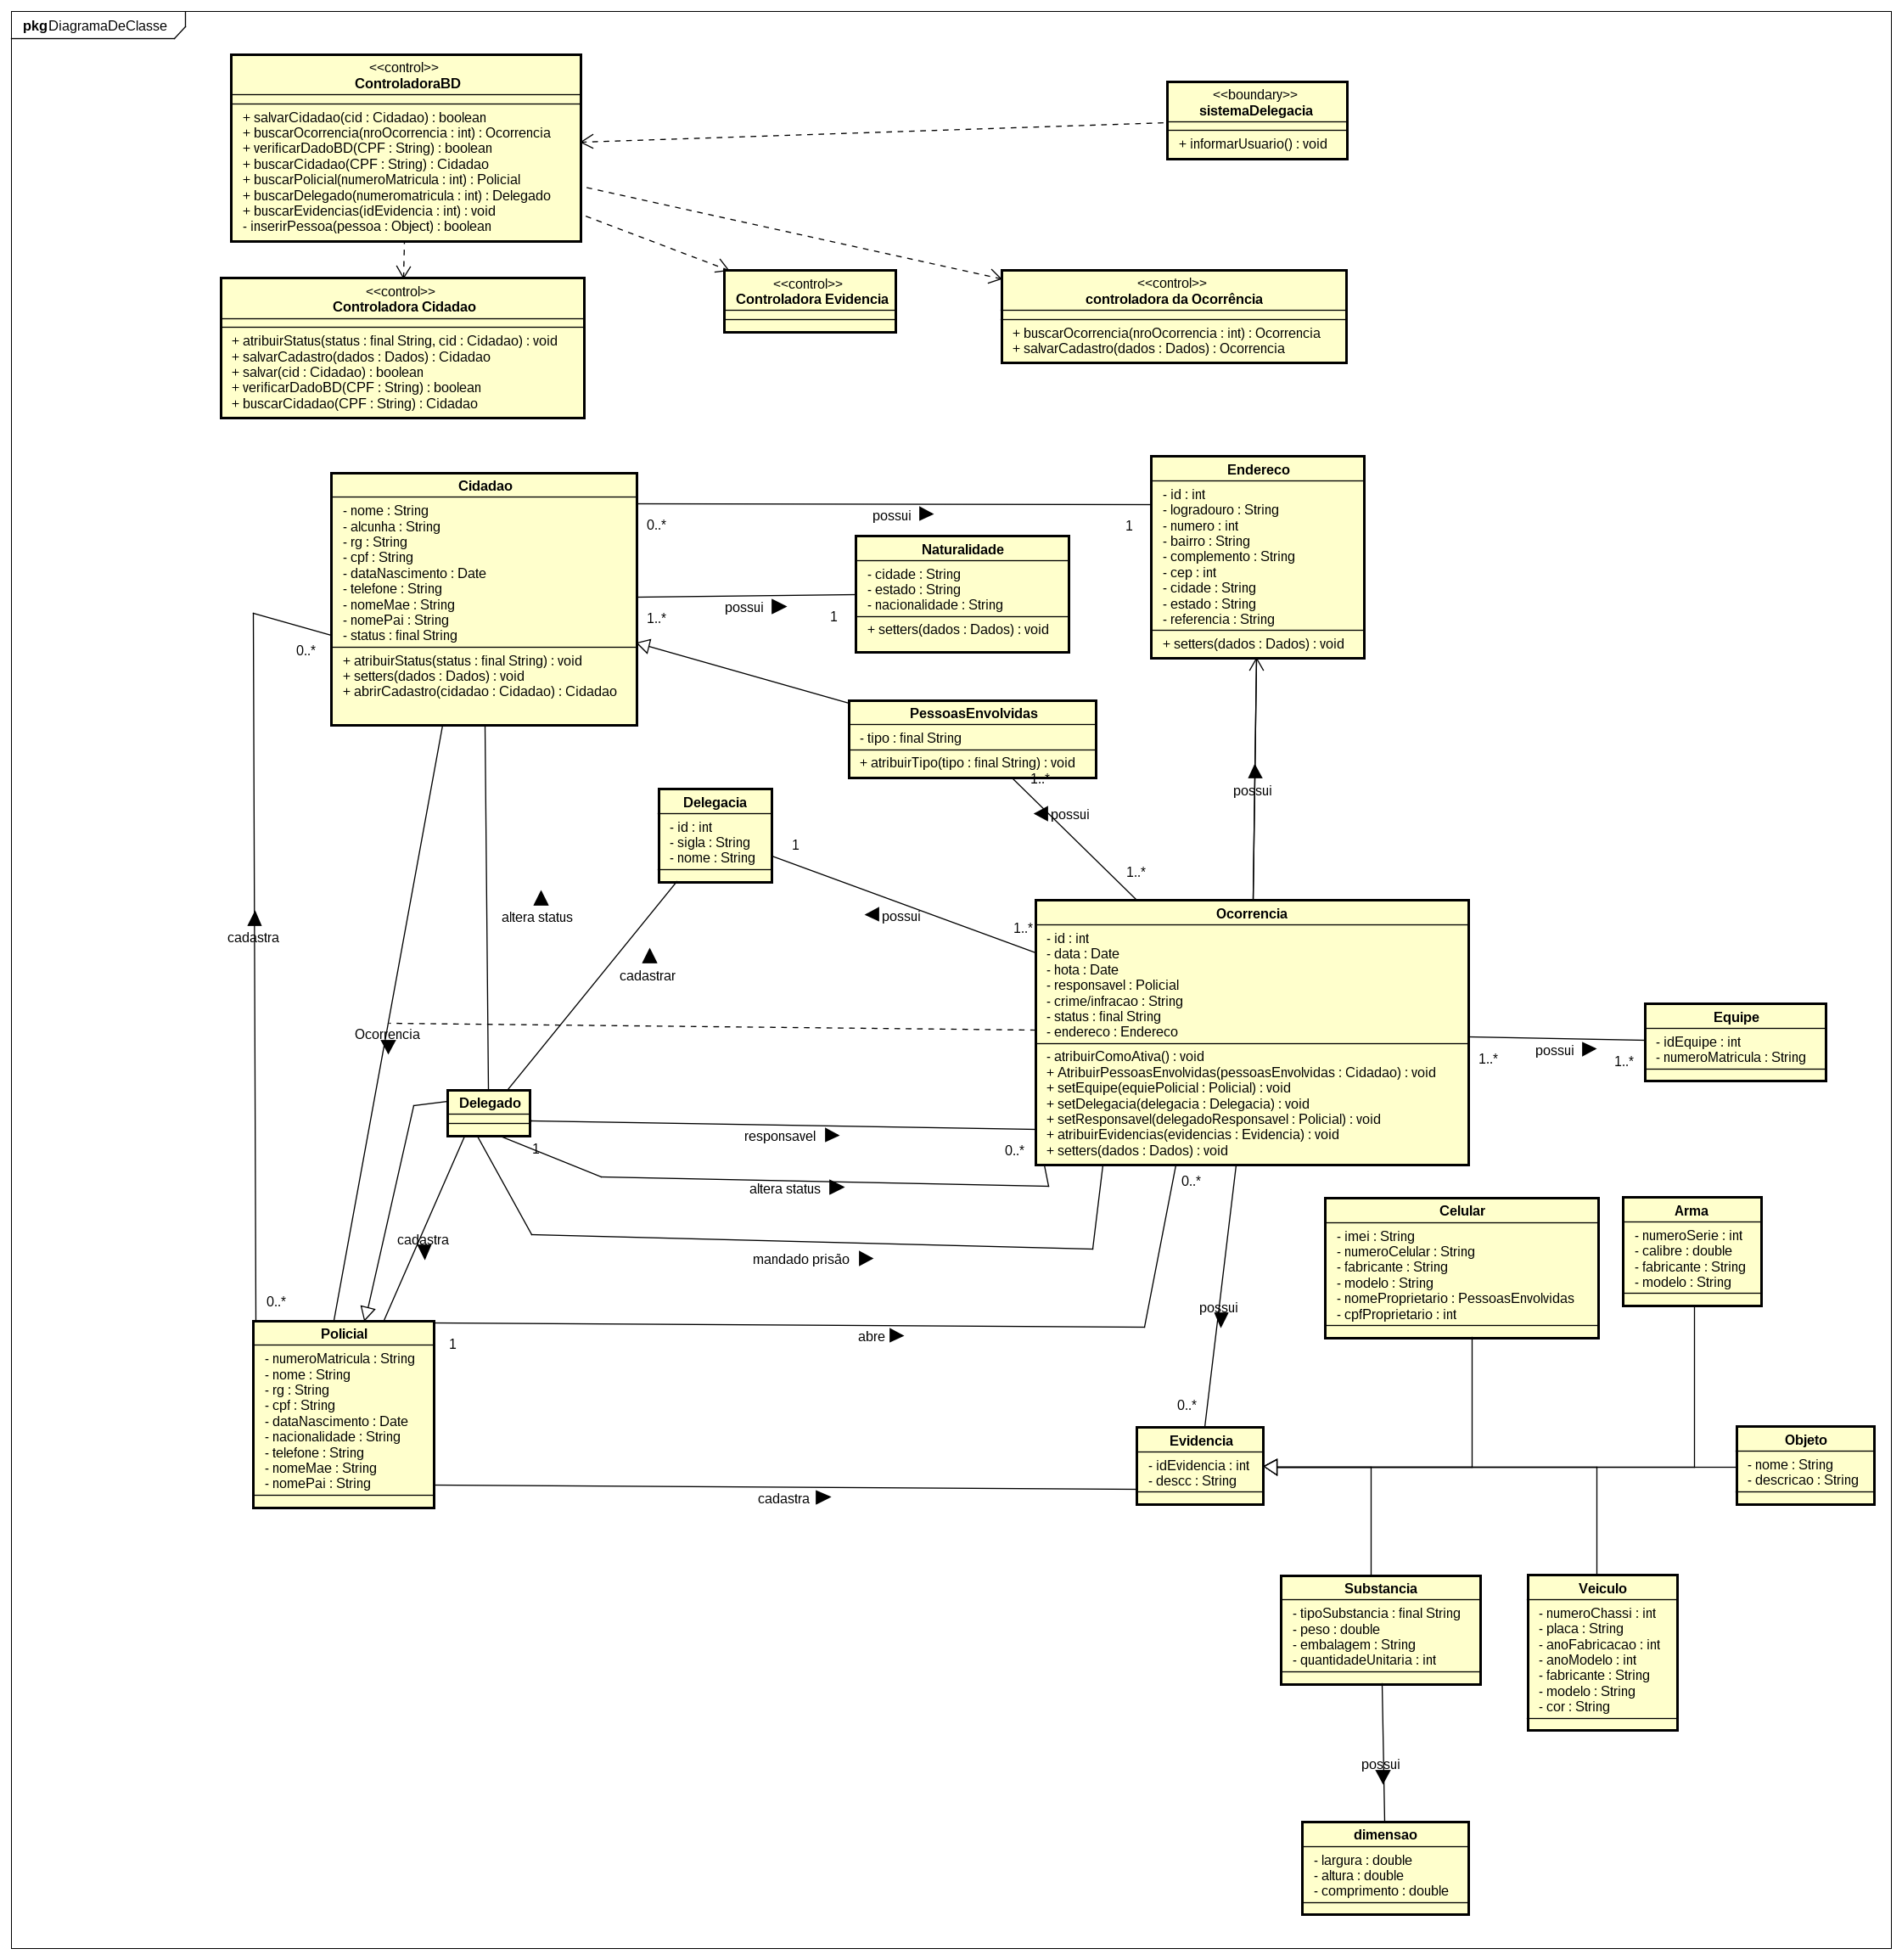 pkg DiagramaDeClasse
<<control>>
ControladoraBD
+ salvarCidadao(cid : Cidadao) : boolean
+ buscarOcorrencia(nroOcorrencia : int) : Ocorrencia
+ verificarDadoBD(CPF : String) : boolean
+ buscarCidadao(CPF : String) : Cidadao
+ buscarPolicial(numeroMatricula : int) : Policial
+ buscarDelegado(numeromatricula : int) : Delegado
+ buscarEvidencias(idEvidencia : int) : void
- inserirPessoa(pessoa : Object) : boolean
<<boundary>>
sistemaDelegacia
+ informarUsuario() : void
<<control>>
Controladora Cidadao
+ atribuirStatus(status : final String, cid : Cidadao) : void
+ salvarCadastro(dados : Dados) : Cidadao
+ salvar(cid : Cidadao) : boolean
+ verificarDadoBD(CPF : String) : boolean
+ buscarCidadao(CPF : String) : Cidadao
<<control>>
Controladora Evidencia
<<control>>
controladora da Ocorrência
+ buscarOcorrencia(nroOcorrencia : int) : Ocorrencia
+ salvarCadastro(dados : Dados) : Ocorrencia
Cidadao
- nome : String
- alcunha : String
- rg : String
- cpf : String
- dataNascimento : Date
- telefone : String
- nomeMae : String
- nomePai : String
- status : final String
+ atribuirStatus(status : final String) : void
+ setters(dados : Dados) : void
+ abrirCadastro(cidadao : Cidadao) : Cidadao
0..*
possui
1
Endereco
- id : int
- logradouro : String
- numero : int
- bairro : String
- complemento : String
- cep : int
- cidade : String
- estado : String
- referencia : String
+ setters(dados : Dados) : void
Naturalidade
- cidade : String
- estado : String
- nacionalidade : String
+ setters(dados : Dados) : void
1..*
possui
1
0..*
PessoasEnvolvidas
- tipo : final String
+ atribuirTipo(tipo : final String) : void
1..*
possui
1..*
possui
Delegacia
- id : int
- sigla : String
- nome : String
1
possui
1..*
altera status
cadastrar
cadastra
Ocorrencia
Ocorrencia
- id : int
- data : Date
- hota : Date
- responsavel : Policial
- crime/infracao : String
- status : final String
- endereco : Endereco
- atribuirComoAtiva() : void
+ AtribuirPessoasEnvolvidas(pessoasEnvolvidas : Cidadao) : void
+ setEquipe(equiePolicial : Policial) : void
+ setDelegacia(delegacia : Delegacia) : void
+ setResponsavel(delegadoResponsavel : Policial) : void
+ atribuirEvidencias(evidencias : Evidencia) : void
+ setters(dados : Dados) : void
1..*
possui
1..*
Equipe
- idEquipe : int
- numeroMatricula : String
Delegado
1
responsavel
0..*
altera status
mandado prisão
cadastra
0..*
Policial
- numeroMatricula : String
- nome : String
- rg : String
- cpf : String
- dataNascimento : Date
- nacionalidade : String
- telefone : String
- nomeMae : String
- nomePai : String
1
abre
0..*
possui
0..*
cadastra
Evidencia
- idEvidencia : int
- descc : String
Celular
- imei : String
- numeroCelular : String
- fabricante : String
- modelo : String
- nomeProprietario : PessoasEnvolvidas
- cpfProprietario : int
Arma
- numeroSerie : int
- calibre : double
- fabricante : String
- modelo : String
Objeto
- nome : String
- descricao : String
Substancia
- tipoSubstancia : final String
- peso : double
- embalagem : String
- quantidadeUnitaria : int
Veiculo
- numeroChassi : int
- placa : String
- anoFabricacao : int
- anoModelo : int
- fabricante : String
- modelo : String
- cor : String
possui
dimensao
- largura : double
- altura : double
- comprimento : double